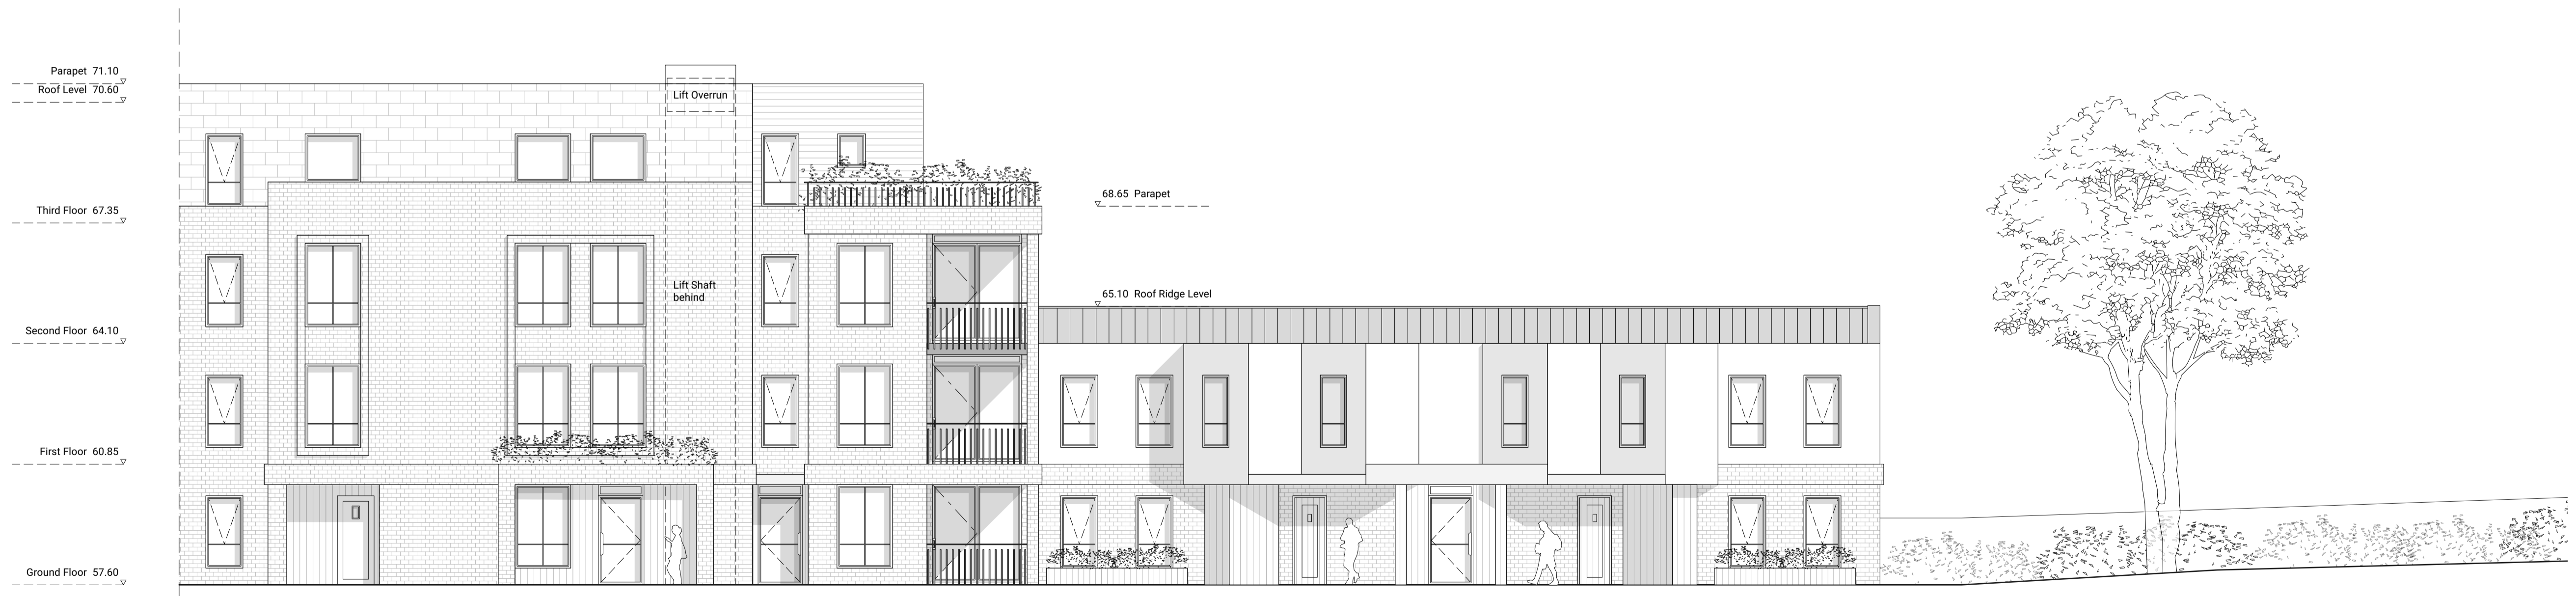 Parapet 71.10
Roof Level 70.60
Lift Overrun
Third Floor 67.35
68.65 Parapet
Lift Shaft
behind
65.10 Roof Ridge Level
Second Floor 64.10
First Floor 60.85
Ground Floor 57.60